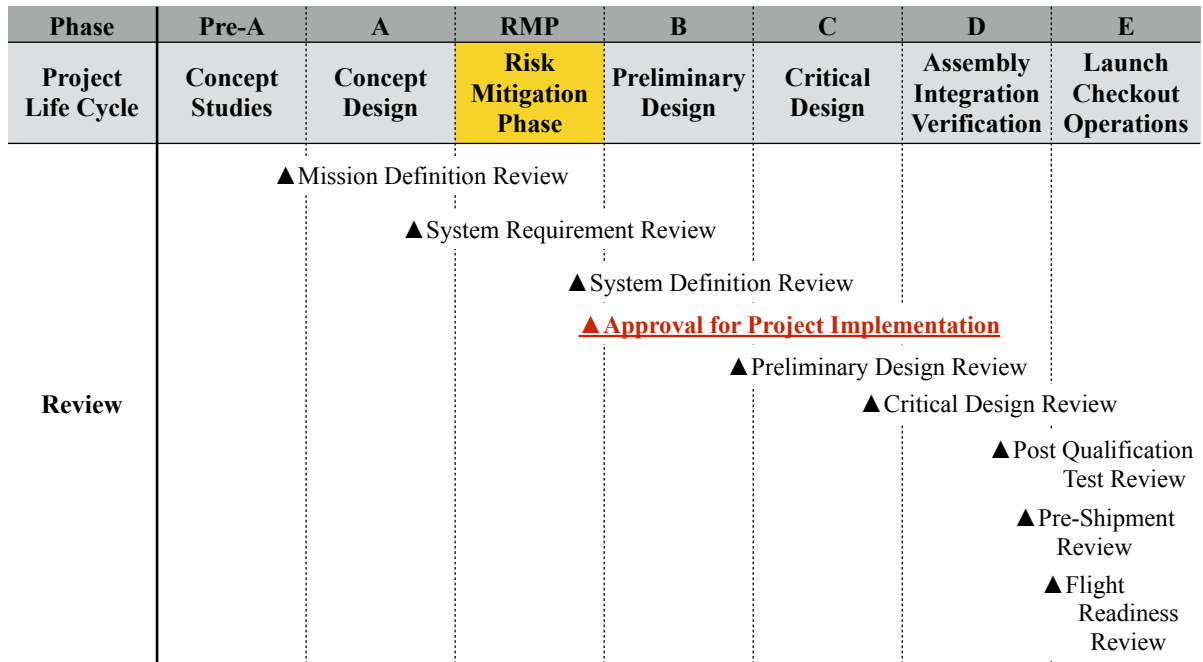 Phase Pre-A A RMP B C D E
Project Life Cycle Concept Studies Concept Design Risk Mitigation Phase Preliminary Design Critical Design Assembly Integration Verification Launch Checkout Operations
▲Mission Definition Review
▲System Requirement Review
▲System Definition Review
▲Approval for Project Implementation
▲Preliminary Design Review
Review
▲Critical Design Review
▲Post Qualification
Test Review
▲Pre-Shipment
Review
▲Flight
Readiness
Review